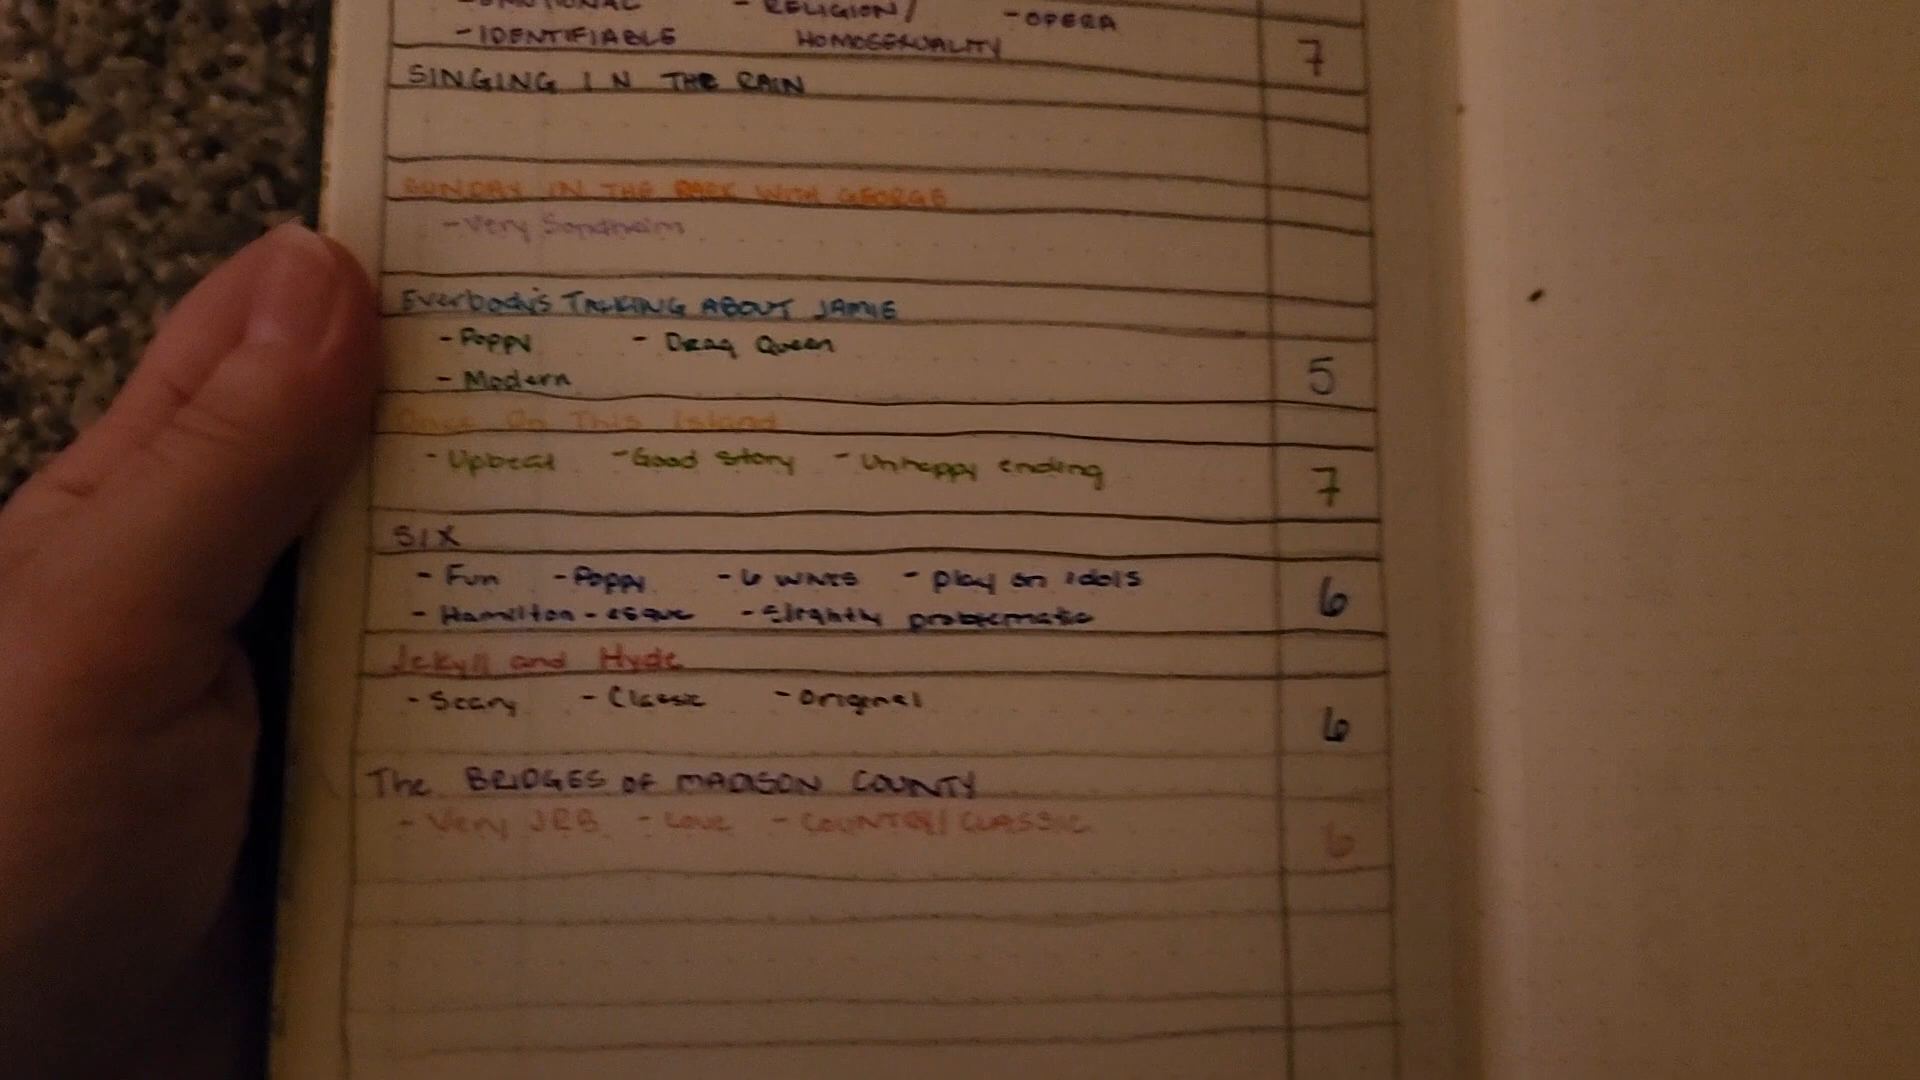 - EMOTIONAL - RELIGION/ - OPERA
- IDENTIFIABLE HOMOSEXUALITY 7
SINGING IN THE RAIN
SUNDAY IN THE PARK WITH GEORGE
- Very Sondheim
Everbody's TALKING ABOUT JAMIE
- Poppy - Drag Queen
- Modern 5
Once On This Island
- Upbeat - Good story - Unhappy ending 7
SIX
- Fun - Poppy - 6 wives - play on idols 6
- Hamilton-esque - Slightly problematic
Jekyll and Hyde
- Scary - Classic - Original 6
The BRIDGES OF MADISON COUNTY
- Very JRB - Love - COUNTRY/CLASSIC 6